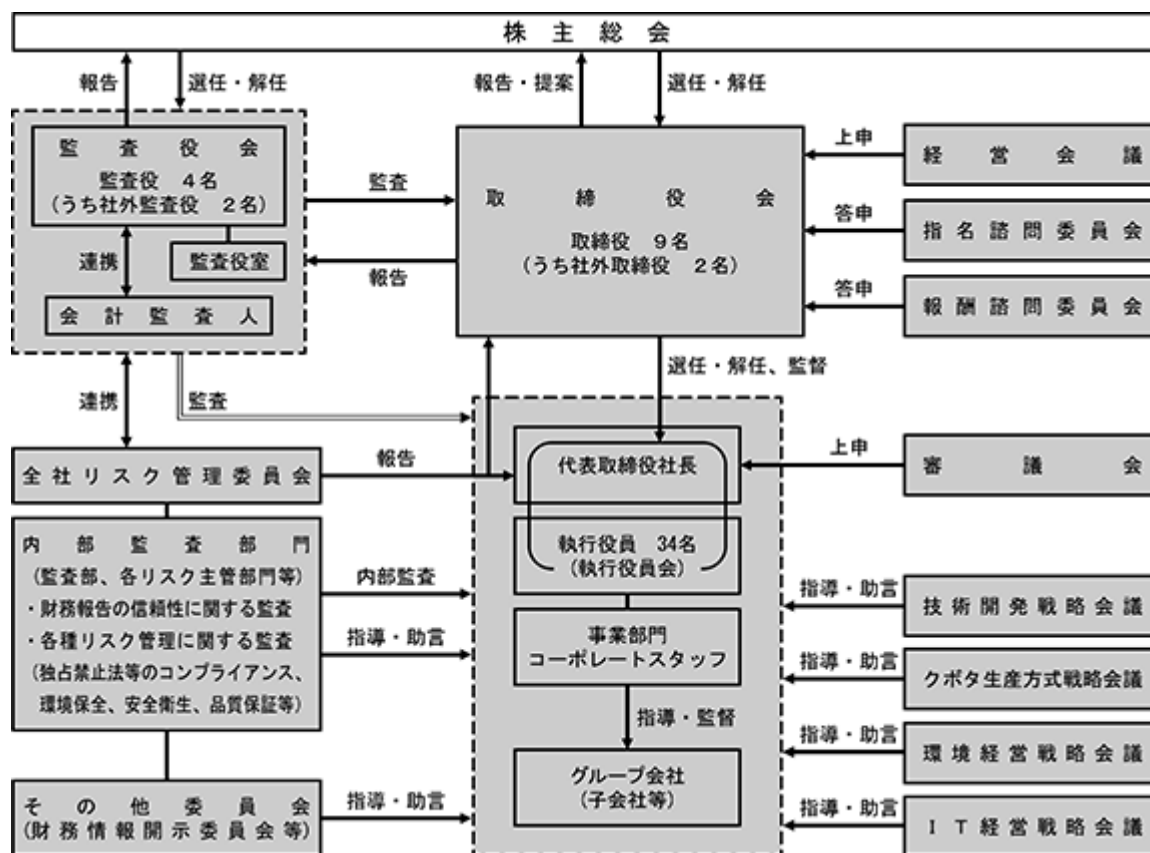 株主総会
報告
選任・解任
報告・提案
選任・解任
監査役会
監査役 4名
(うち社外監査役 2名)
監査役室
連携
会計監査人
監査
報告
取締役会
取締役 9名
(うち社外取締役 2名)
上申
経営会議
答申
指名諮問委員会
答申
報酬諮問委員会
連携
監査
選任・解任、監督
全社リスク管理委員会
報告
代表取締役社長
上申
審議会
執行役員 34名
(執行役員会)
内部監査部門
(監査部、各リスク主管部門等)
・財務報告の信頼性に関する監査
・各種リスク管理に関する監査
(独占禁止法等のコンプライアンス、
環境保全、安全衛生、品質保証等)
内部監査
指導・助言
事業部門
コーポレートスタッフ
指導・監督
グループ会社
(子会社等)
指導・助言
技術開発戦略会議
指導・助言
クボタ生産方式戦略会議
指導・助言
環境経営戦略会議
指導・助言
IT経営戦略会議
その他委員会
(財務情報開示委員会等)
指導・助言